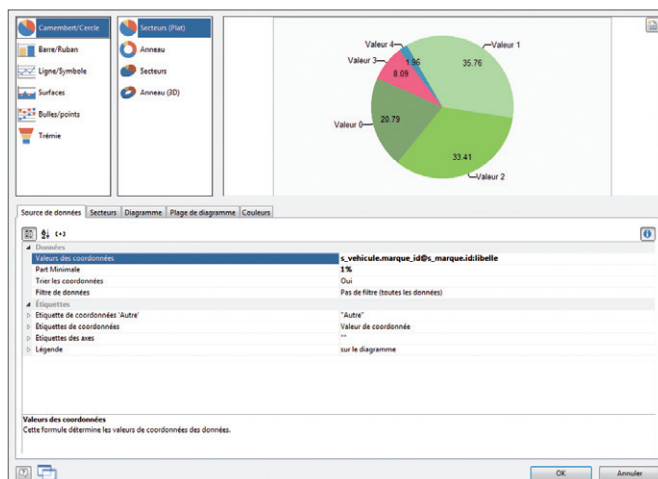 Camembert/Cercle
Barre/Ruban
Ligne/Symbole
Surfaces
Bulles/points
Trémie
Secteurs (Plat)
Anneau
Secteurs
Anneau (3D)
Valeur 4
Valeur 3
Valeur 1
1.96
35.76
8.09
Valeur 0
20.79
33.41
Valeur 2
Source de données Secteurs Diagramme Plage de diagramme Couleurs
Données
Valeurs des coordonnées s_vehicule.marque_id@s_marque.id:libelle
Part Minimale 1%
Trier les coordonnées Oui
Filtre de données Pas de filtre (toutes les données)
Étiquettes
Etiquette de coordonnées 'Autre' "Autre"
Étiquettes de coordonnées Valeur de coordonnée
Étiquettes des axes ""
Légende sur le diagramme
Valeurs des coordonnées
Cette formule détermine les valeurs de coordonnées des données.
OK Annuler